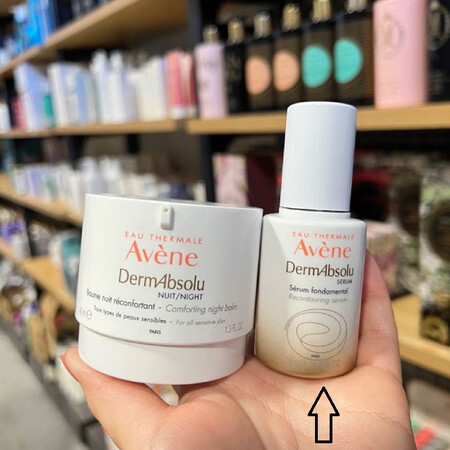 EAU THERMALE
Avène
DermAbsolu
NUIT/NIGHT
Baume nuit réconfortant - Comforting night balm
Tous types de peaux sensibles - For all sensitive skin
PARIS
1.3 FL.OZ
EAU THERMALE
Avène
DermAbsolu
SERUM
Sérum fondamental
Recontouring serum
PARIS